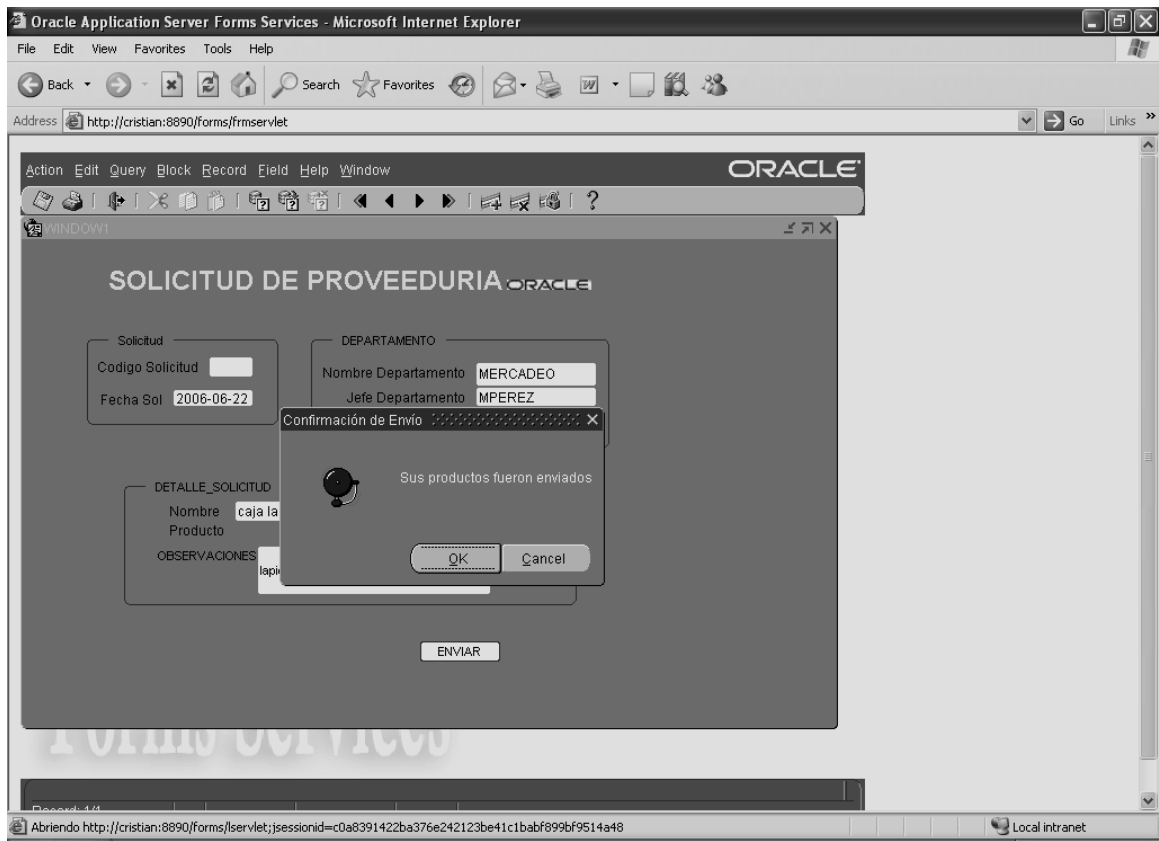 Oracle Application Server Forms Services - Microsoft Internet Explorer
File Edit View Favorites Tools Help
Back Search Favorites
Address http://cristian:8890/forms/frmservlet Go Links »
Action Edit Query Block Record Field Help Window ORACLE
WINDOW1
SOLICITUD DE PROVEEDURIA ORACLE
Solicitud
Codigo Solicitud
Fecha Sol 2006-06-22
DEPARTAMENTO
Nombre Departamento MERCADEO
Jefe Departamento MPEREZ
Confirmación de Envío
Sus productos fueron enviados
OK Cancel
DETALLE_SOLICITUD
Nombre Producto caja la
OBSERVACIONES
lapi
ENVIAR
Forms Services
Record: 1/1
Abriendo http://cristian:8890/forms/lservlet;jsessionid=c0a8391422ba376e242123be41c1babf899bf9514a48 Local intranet